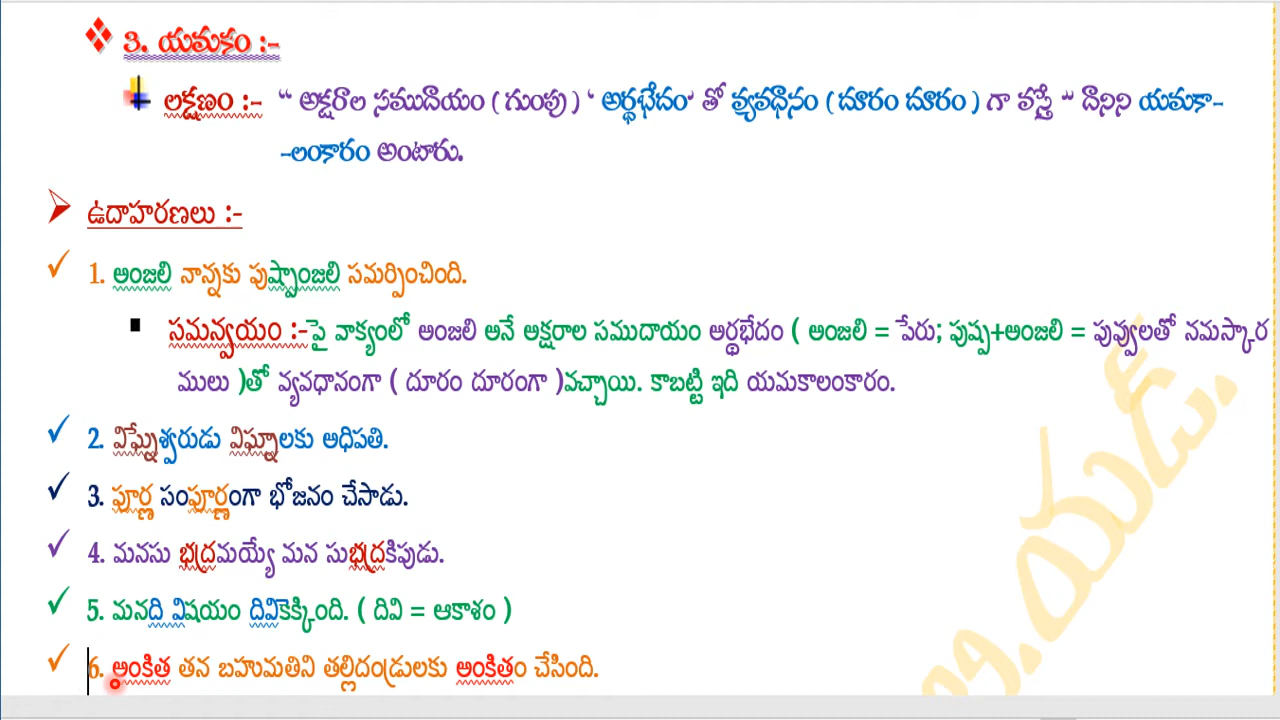 3. యమకం :-
లక్షణం :- “ అక్షరాల సముదాయం ( గుంపు ) ‘ అర్థభేదం’ తో వ్యవధానం ( దూరం దూరం ) గా వస్తే ” దానిని యమకా-
-లంకారం అంటారు.
ఉదాహరణలు :-
1. అంజలి నాన్నకు పుష్పాంజలి సమర్పించింది.
సమన్వయం :-పై వాక్యంలో అంజలి అనే అక్షరాల సముదాయం అర్థభేదం ( అంజలి = పేరు; పుష్ప+అంజలి = పువ్వులతో నమస్కార
ములు )తో వ్యవధానంగా ( దూరం దూరంగా )వచ్చాయి. కాబట్టి ఇది యమకాలంకారం.
2. విఘ్నేశ్వరుడు విఘ్నాలకు అధిపతి.
3. పూర్ణ సంపూర్ణంగా భోజనం చేసాడు.
4. మనసు భద్రమయ్యే మన సుభద్రకిపుడు.
5. మనది విషయం దివికెక్కింది. ( దివి = ఆకాశం )
6. అంకిత తన బహుమతిని తల్లిదండ్రులకు అంకితం చేసింది.